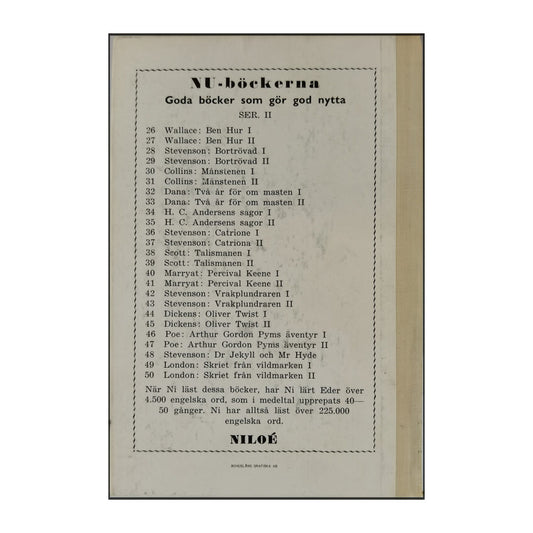 NU-böckerna
Goda böcker som gör god nytta
SER. II
26 Wallace: Ben Hur I
27 Wallace: Ben Hur II
28 Stevenson: Bortrövad I
29 Stevenson: Bortrövad II
30 Collins: Månstenen I
31 Collins: Månstenen II
32 Dana: Två år för om masten I
33 Dana: Två år för om masten II
34 H. C. Andersens sagor I
35 H. C. Andersens sagor II
36 Stevenson: Catrione I
37 Stevenson: Catriona II
38 Scott: Talismanen I
39 Scott: Talismanen II
40 Marryat: Percival Keene I
41 Marryat: Percival Keene II
42 Stevenson: Vrakplundraren I
43 Stevenson: Vrakplundraren II
44 Dickens: Oliver Twist I
45 Dickens: Oliver Twist II
46 Poe: Arthur Gordon Pyms äventyr I
47 Poe: Arthur Gordon Pyms äventyr II
48 Stevenson: Dr Jekyll och Mr Hyde
49 London: Skriet från vildmarken I
50 London: Skriet från vildmarken II
När Ni läst dessa böcker, har Ni lärt Eder över
4.500 engelska ord, som i medeltal upprepats 40—
50 gånger. Ni har alltså läst över 225.000
engelska ord.
NILOÉ
BOHUSLÄNS GRAFISKA AB